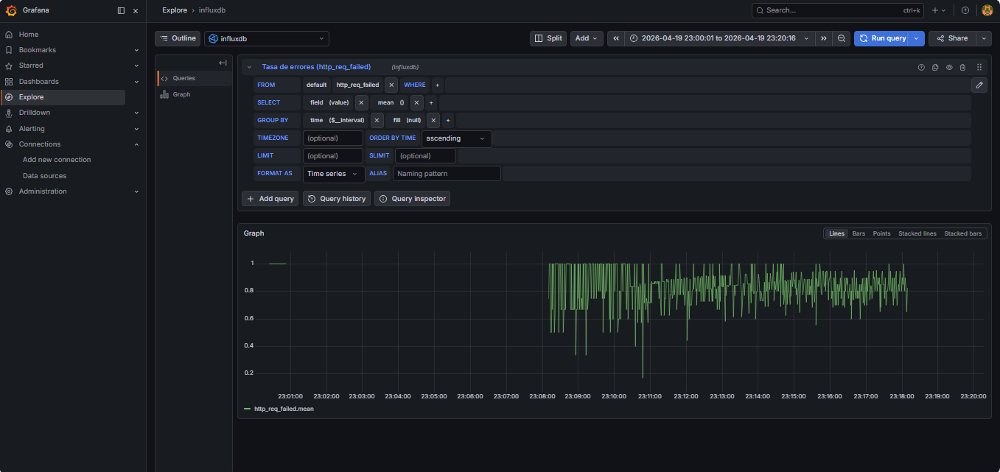 Grafana
Explore › influxdb
Search... ctrl+k
Home
Bookmarks
Starred
Dashboards
Explore
Drilldown
Alerting
Connections
Add new connection
Data sources
Administration
Outline influxdb Split Add 2026-04-19 23:00:01 to 2026-04-19 23:20:16 Run query Share
Queries
Graph
Tasa de errores (http_req_failed) (influxdb)
FROM default http_req_failed WHERE +
SELECT field (value) mean () +
GROUP BY time ($__interval) fill (null) +
TIMEZONE (optional) ORDER BY TIME ascending
LIMIT (optional) SLIMIT (optional)
FORMAT AS Time series ALIAS Naming pattern
+ Add query Query history Query inspector
Graph Lines Bars Points Stacked lines Stacked bars
1
0.8
0.6
0.4
0.2
23:01:00 23:02:00 23:03:00 23:04:00 23:05:00 23:06:00 23:07:00 23:08:00 23:09:00 23:10:00 23:11:00 23:12:00 23:13:00 23:14:00 23:15:00 23:16:00 23:17:00 23:18:00 23:19:00 23:20:00
http_req_failed.mean